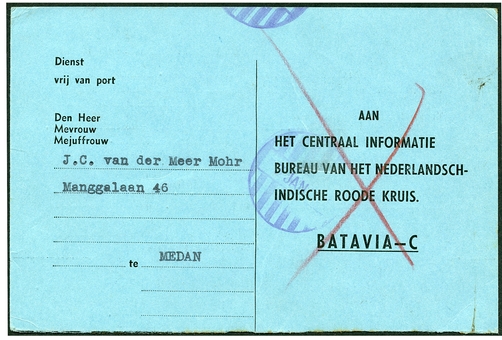 Dienst
vrij van port
Den Heer
Mevrouw
Mejuffrouw
J.C. van der Meer Mohr
Manggalaan 46
te MEDAN
AAN
HET CENTRAAL INFORMATIE
BUREAU VAN HET NEDERLANDSCH-
INDISCHE ROODE KRUIS.
BATAVIA-C
JAN